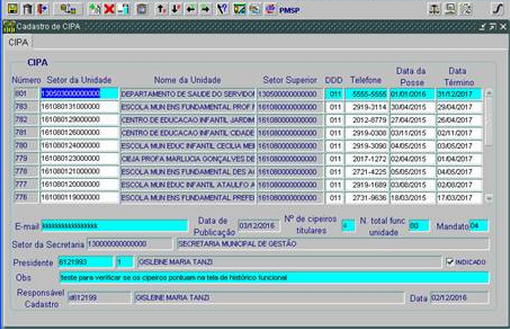 PMSP
Cadastro de CIPA
CIPA
CIPA
Número Setor da Unidade Nome da Unidade Setor Superior DDD Telefone Data da Posse Data Término
801 130503000000000 DEPARTAMENTO DE SAUDE DO SERVIDOR 130500000000000 011 5555-5555 01/01/2016 31/12/2017
783 161080131000000 ESCOLA MUN ENS FUNDAMENTAL PROF 161080000000000 011 2919-3114 30/04/2015 29/04/2017
782 161080129000000 CENTRO DE EDUCACAO INFANTIL JARDIM 161080000000000 011 2012-8779 27/04/2015 26/04/2017
781 161080126000000 CENTRO DE EDUCACAO INFANTIL CIDADE 161080000000000 011 2919-0308 03/11/2015 02/11/2017
780 161080124000000 ESCOLA MUN EDUC INFANTIL CECILIA MEI 161080000000000 011 2919-3090 04/05/2015 03/05/2017
779 161080123000000 CIEJA PROFA MARLUCIA GONÇALVES DE 161080000000000 011 2017-1272 02/04/2015 01/04/2017
778 161080121000000 ESCOLA MUN ENS FUNDAMENTAL DES A 161080000000000 011 2721-4225 05/05/2015 04/05/2017
777 161080120000000 ESCOLA MUN EDUC INFANTIL ATAULFO A 161080000000000 011 2919-1689 03/08/2015 02/08/2017
776 161080119000000 ESCOLA MUN ENS FUNDAMENTAL PREFEI 161080000000000 011 2731-9636 18/03/2015 17/03/2017
E-mail Data de Publicação 03/12/2016 Nº de cipeiros titulares N. total func unidade 80 Mandato 04
Setor da Secretaria 130000000000000 SECRETARIA MUNICIPAL DE GESTÃO
Presidente 6121993 1 GISLEINE MARIA TANZI INDICADO
Obs teste para verificar se os cipeiros pontuam na tela de histórico funcional
Responsável Cadastro d612199 GISLEINE MARIA TANZI Data 02/12/2016